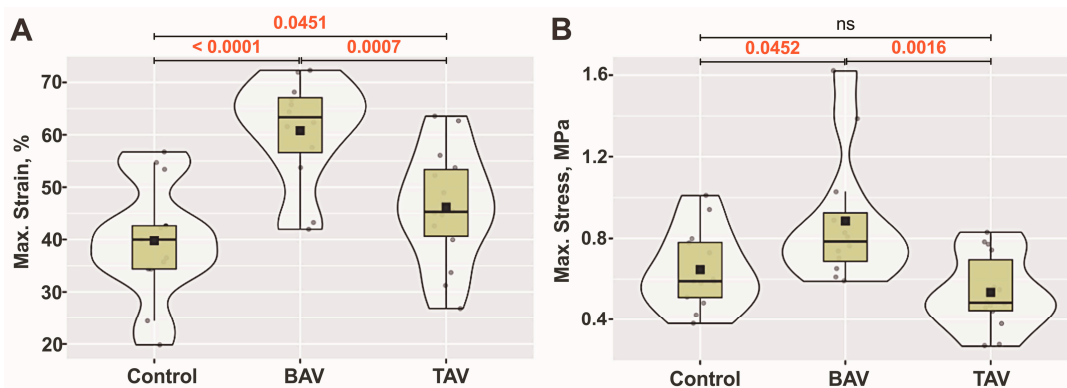 A
0.0451
< 0.0001
0.0007
Max. Strain, %
70
60
50
40
30
20
Control
BAV
TAV
B
ns
0.0452
0.0016
Max. Stress, MPa
1.6
1.2
0.8
0.4
Control
BAV
TAV